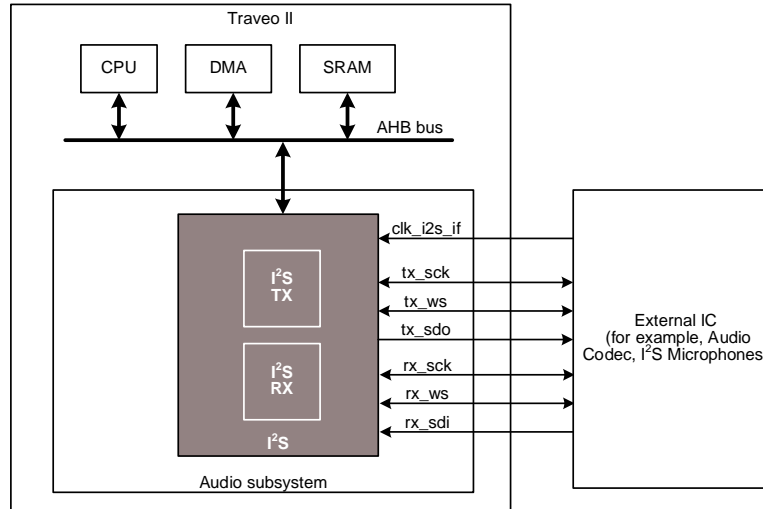 Traveo II
CPU
DMA
SRAM
AHB bus
clk_i2s_if
I²S
TX
tx_sck
tx_ws
tx_sdo
I²S
RX
rx_sck
rx_ws
rx_sdi
I²S
Audio subsystem
External IC
(for example, Audio
Codec, I²S Microphones